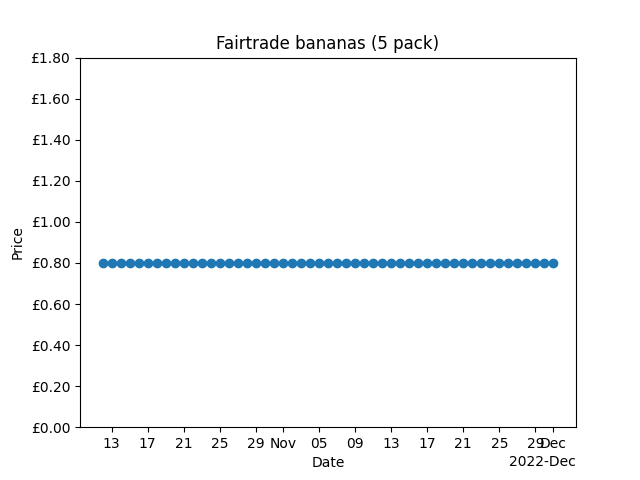 Fairtrade bananas (5 pack)
£1.80
£1.60
£1.40
£1.20
£1.00
£0.80
£0.60
£0.40
£0.20
£0.00
Price
13 17 21 25 29 Nov 05 09 13 17 21 25 29 Dec
Date
2022-Dec